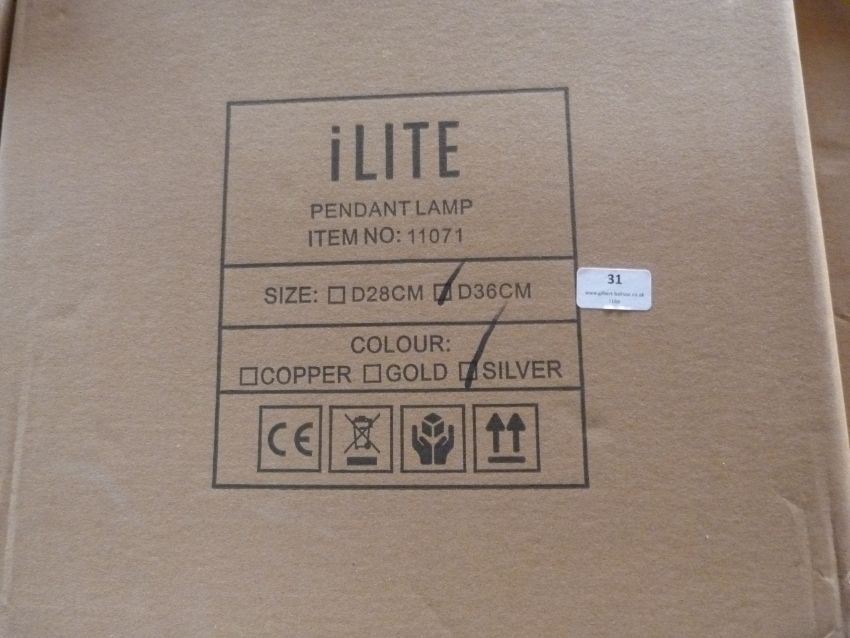 iLITE
PENDANT LAMP
ITEM NO: 11071
SIZE: ☐ D28CM ☑ D36CM
COLOUR:
☐COPPER ☐GOLD ☑SILVER
CE
31